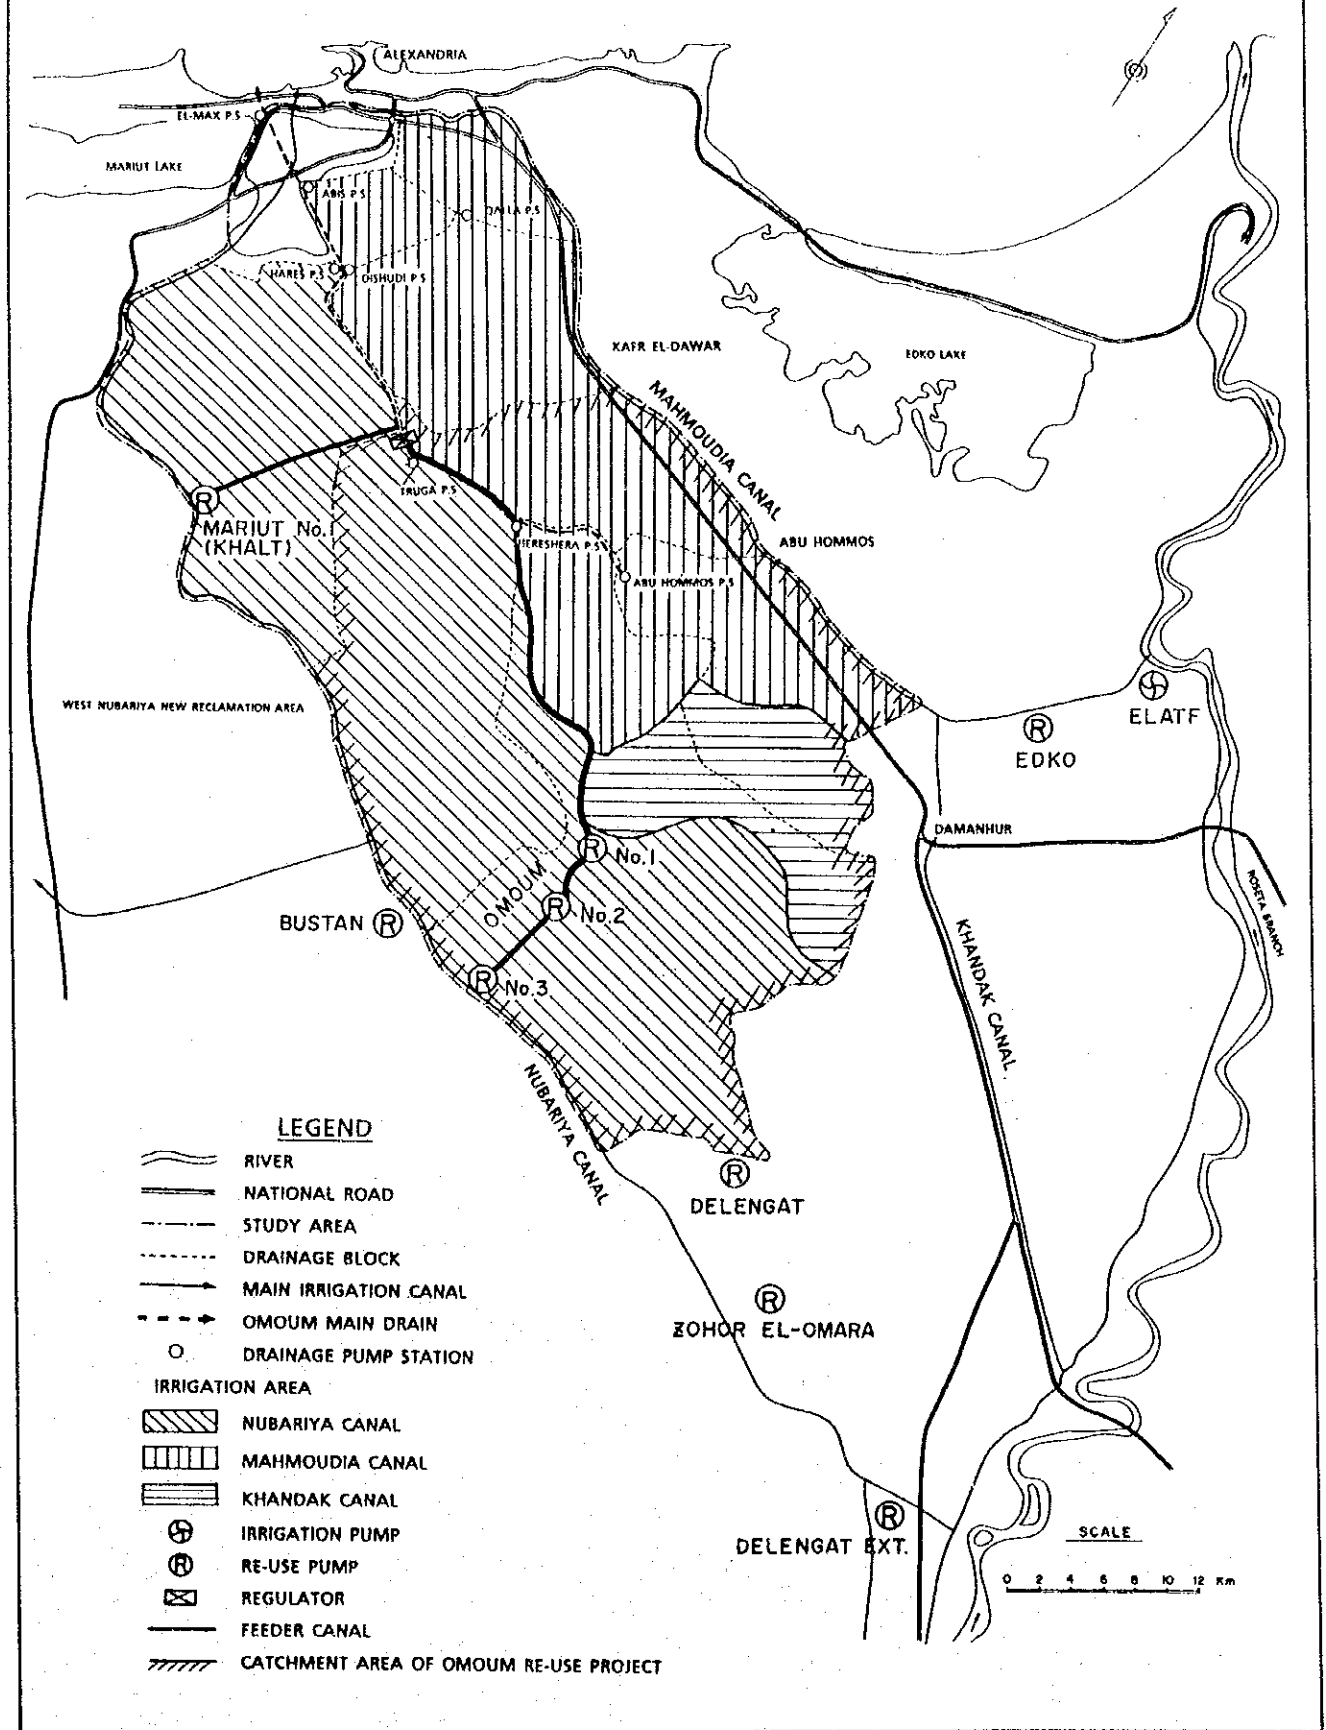 ALEXANDRIA
EL-MAX P.S
MARIUT LAKE
ABIS P.S
DALLA P.S
HARES P.S
DISHUDI P.S
KAFR EL-DAWAR
EDKO LAKE
MAHMOUDIA CANAL
TRUGA P.S
MARIUT No.1
(KHALT)
SERESHERA P.S
ABU HOMMOS
ABU HOMMOS P.S
WEST NUBARIYA NEW RECLAMATION AREA
EL ATF
EDKO
DAMANHUR
No.1
OMOUM
No.2
BUSTAN
No.3
ROSETA BRANCH
KHANDAK CANAL
NUBARIYA CANAL
DELENGAT
ZOHOR EL-OMARA
DELENGAT EXT.
LEGEND
RIVER
NATIONAL ROAD
STUDY AREA
DRAINAGE BLOCK
MAIN IRRIGATION CANAL
OMOUM MAIN DRAIN
DRAINAGE PUMP STATION
IRRIGATION AREA
NUBARIYA CANAL
MAHMOUDIA CANAL
KHANDAK CANAL
IRRIGATION PUMP
R RE-USE PUMP
REGULATOR
FEEDER CANAL
CATCHMENT AREA OF OMOUM RE-USE PROJECT
SCALE
0 2 4 6 8 10 12 Km